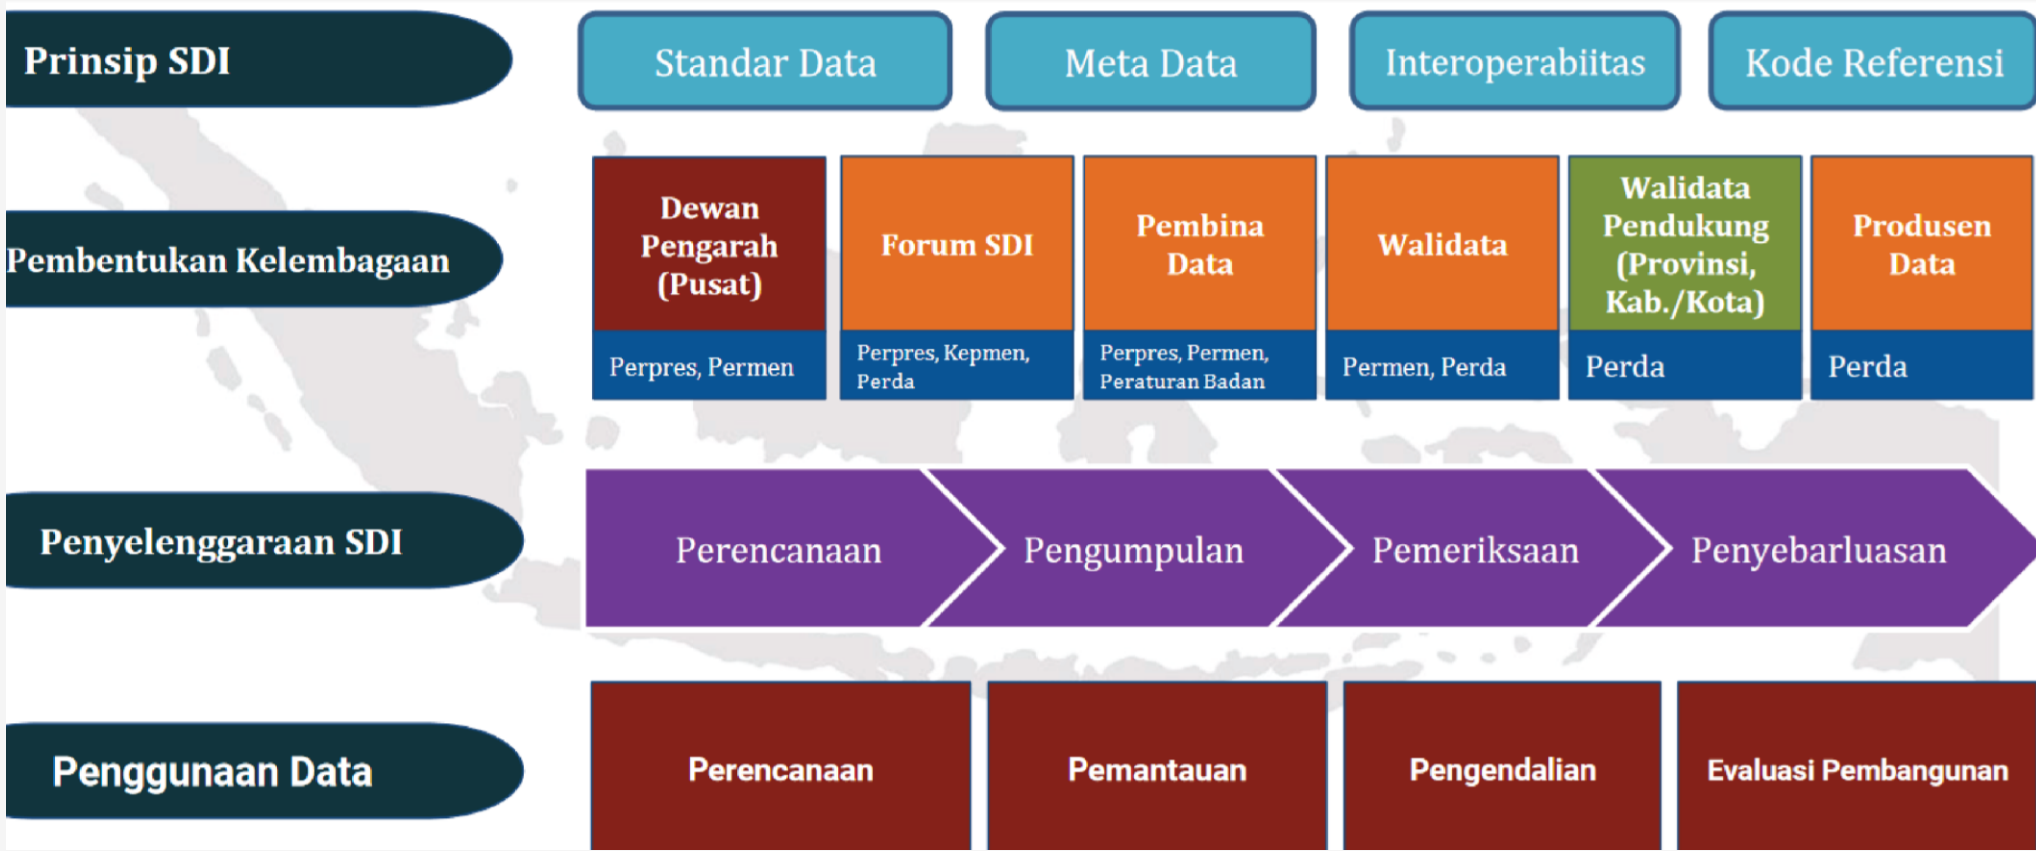 Prinsip SDI
Standar Data
Meta Data
Interoperabiitas
Kode Referensi
Pembentukan Kelembagaan
Dewan
Pengarah
(Pusat)
Perpres, Permen
Forum SDI
Perpres, Kepmen,
Perda
Pembina
Data
Perpres, Permen,
Peraturan Badan
Walidata
Permen, Perda
Walidata
Pendukung
(Provinsi,
Kab./Kota)
Perda
Produsen
Data
Perda
Penyelenggaraan SDI
Perencanaan
Pengumpulan
Pemeriksaan
Penyebarluasan
Penggunaan Data
Perencanaan
Pemantauan
Pengendalian
Evaluasi Pembangunan